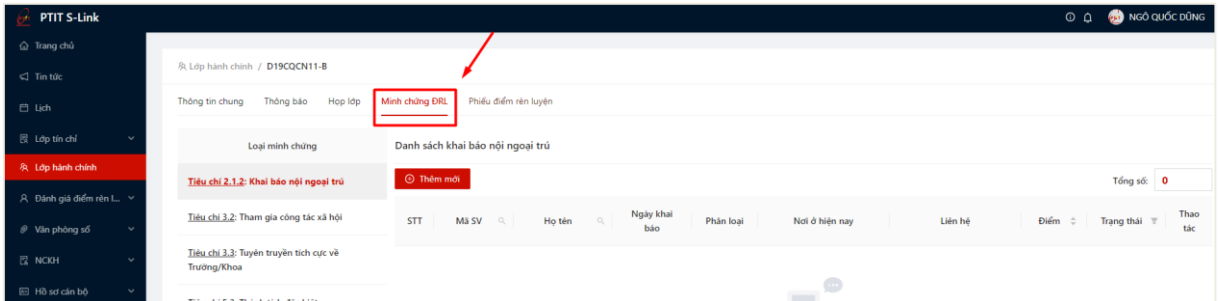 PTIT S-Link
NGÔ QUỐC DŨNG
Trang chủ
Tin tức
Lịch
Lớp tín chỉ
Lớp hành chính
Đánh giá điểm rèn l...
Văn phòng số
NCKH
Hồ sơ cán bộ
Lớp hành chính / D19CQCN11-B
Thông tin chung Thông báo Họp lớp Minh chứng ĐRL Phiếu điểm rèn luyện
Loại minh chứng
Tiêu chí 2.1.2: Khai báo nội ngoại trú
Tiêu chí 3.2: Tham gia công tác xã hội
Tiêu chí 3.3: Tuyên truyền tích cực về
Trường/Khoa
Danh sách khai báo nội ngoại trú
Thêm mới
Tổng số: 0
STT Mã SV Họ tên Ngày khai báo Phân loại Nơi ở hiện nay Liên hệ Điểm Trạng thái Thao tác